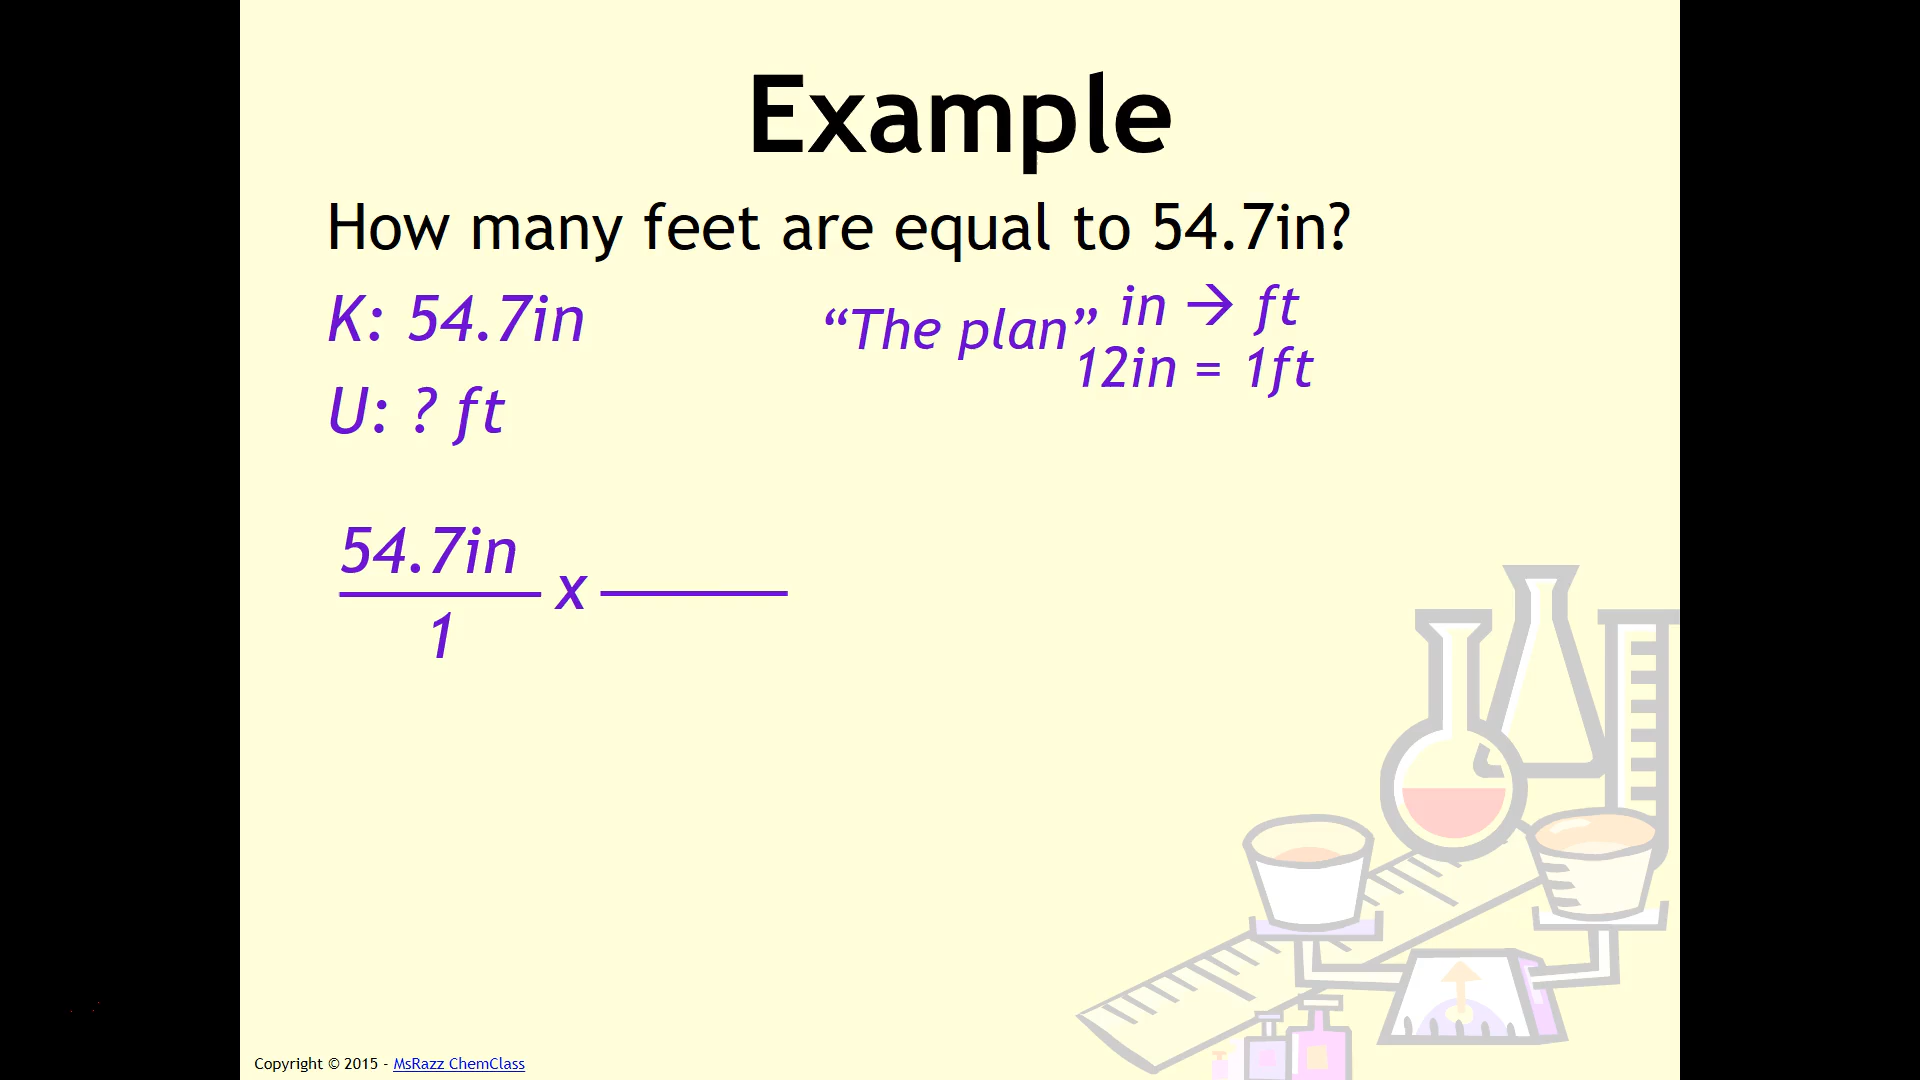 Example
How many feet are equal to 54.7in?
K: 54.7in
“The plan” in → ft
12in = 1ft
U: ? ft
54.7in
x
1
Copyright © 2015 - MsRazz ChemClass